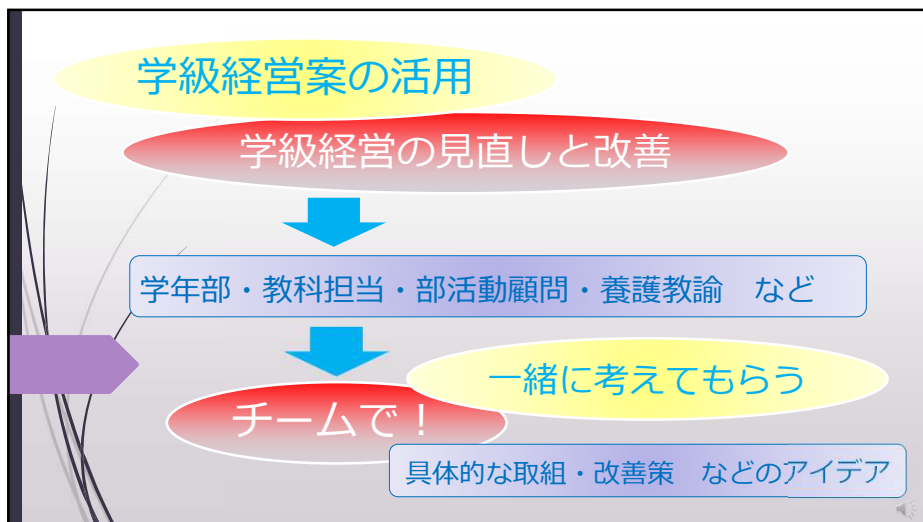 学級経営案の活用
学級経営の見直しと改善
学年部・教科担当・部活動顧問・養護教諭　など
一緒に考えてもらう
チームで！
具体的な取組・改善策　などのアイデア